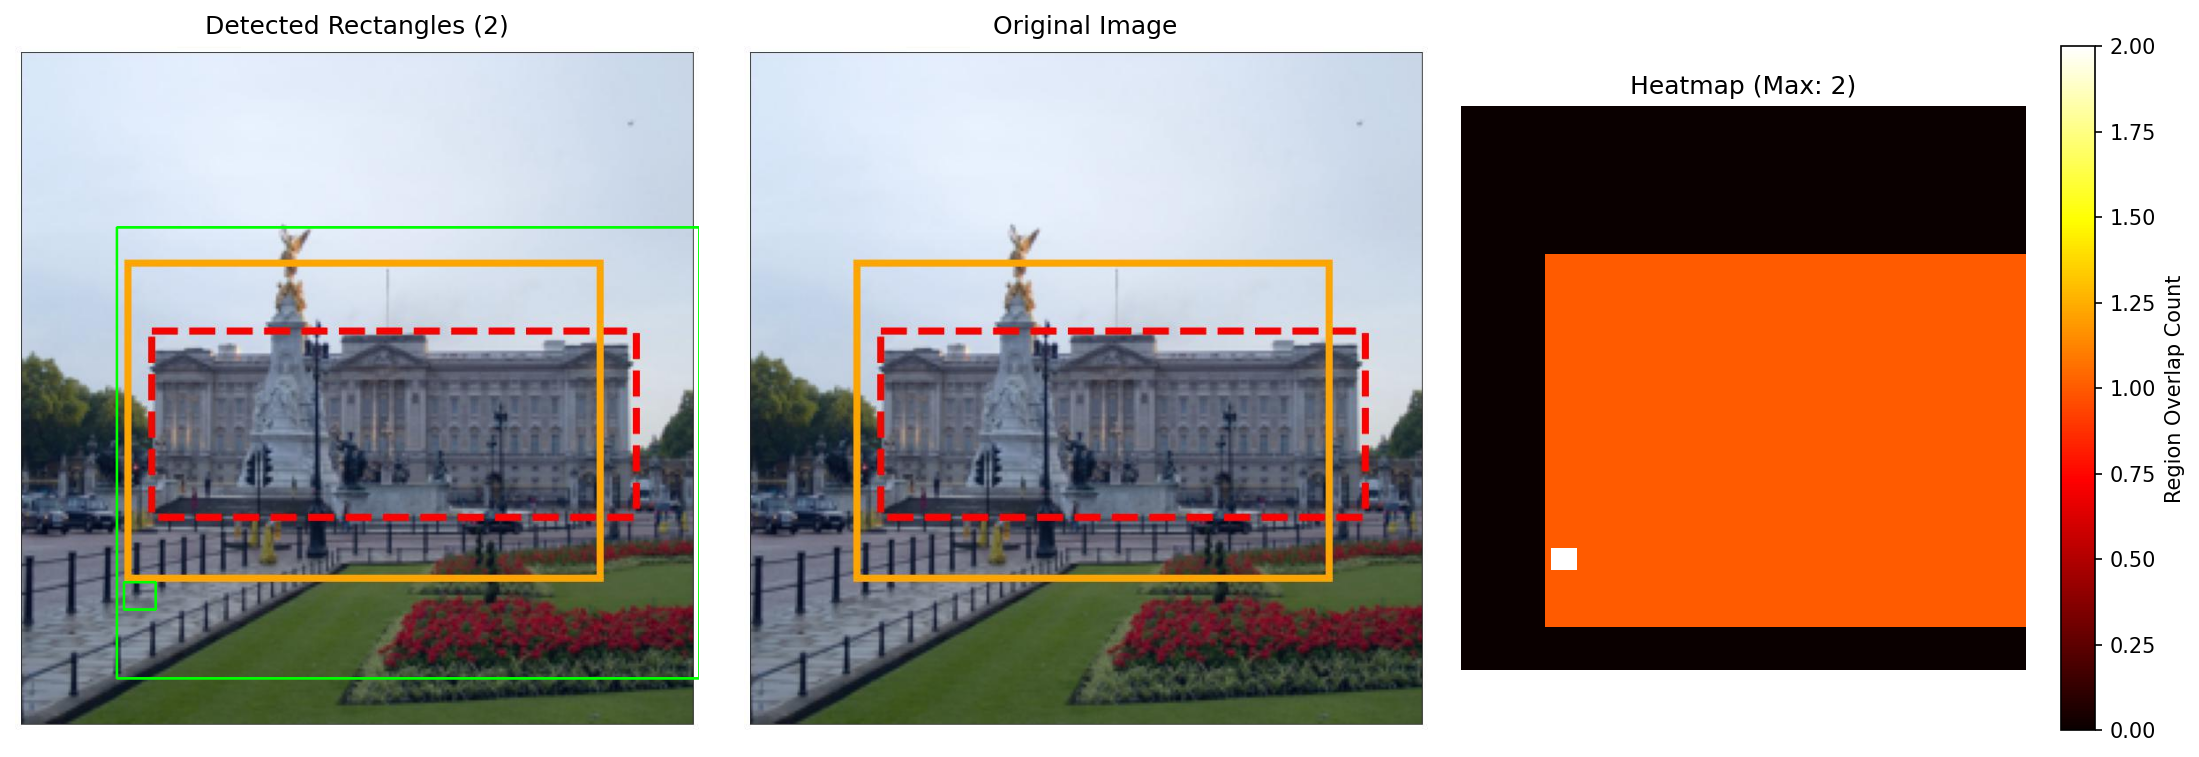 Detected Rectangles (2)
Original Image
Heatmap (Max: 2)
2.00
1.75
1.50
1.25
1.00
0.75
0.50
0.25
0.00
Region Overlap Count